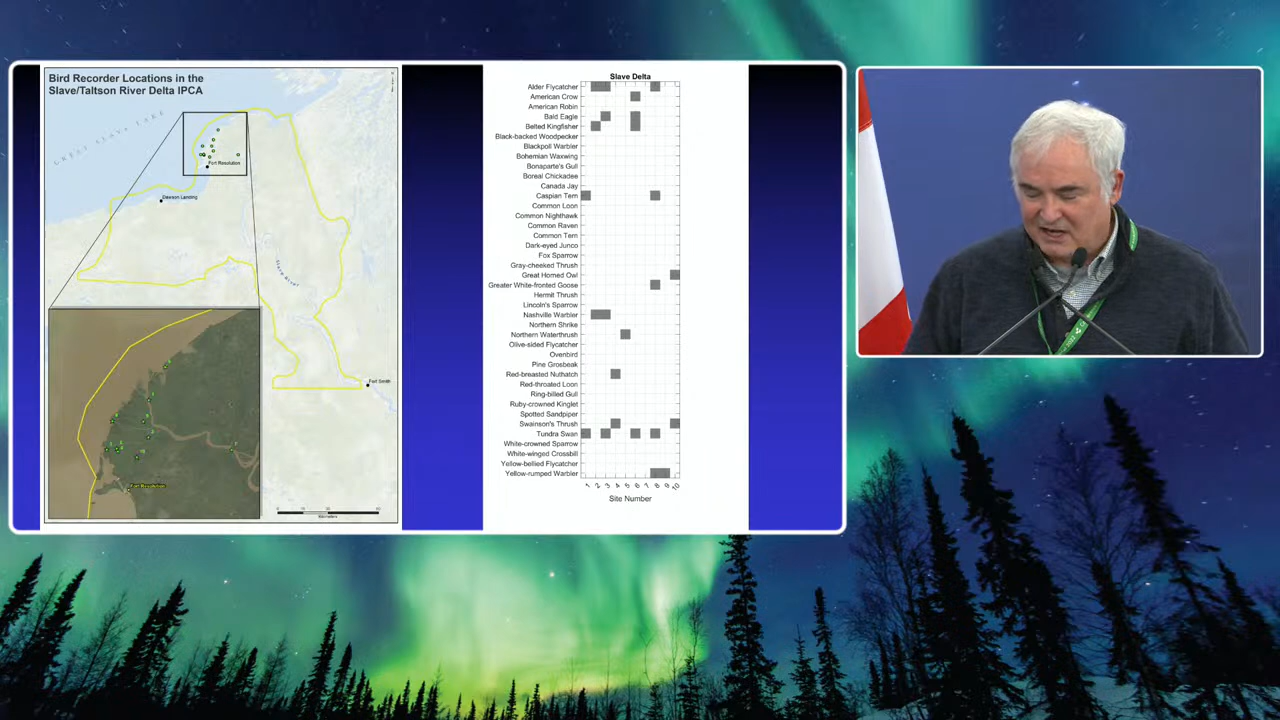 Bird Recorder Locations in the
Slave/Taltson River Delta IPCA
GREAT SLAVE LAKE
Fort Resolution
Dawson Landing
Slave River
Fort Smith
Fort Resolution
Kilometers
Slave Delta
Alder Flycatcher
American Crow
American Robin
Bald Eagle
Belted Kingfisher
Black-backed Woodpecker
Blackpoll Warbler
Bohemian Waxwing
Bonaparte's Gull
Boreal Chickadee
Canada Jay
Caspian Tern
Common Loon
Common Nighthawk
Common Raven
Common Tern
Dark-eyed Junco
Fox Sparrow
Gray-cheeked Thrush
Great Horned Owl
Greater White-fronted Goose
Hermit Thrush
Lincoln's Sparrow
Nashville Warbler
Northern Shrike
Northern Waterthrush
Olive-sided Flycatcher
Ovenbird
Pine Grosbeak
Red-breasted Nuthatch
Red-throated Loon
Ring-billed Gull
Ruby-crowned Kinglet
Spotted Sandpiper
Swainson's Thrush
Tundra Swan
White-crowned Sparrow
White-winged Crossbill
Yellow-bellied Flycatcher
Yellow-rumped Warbler
1 2 3 4 5 6 7 8 9 10
Site Number